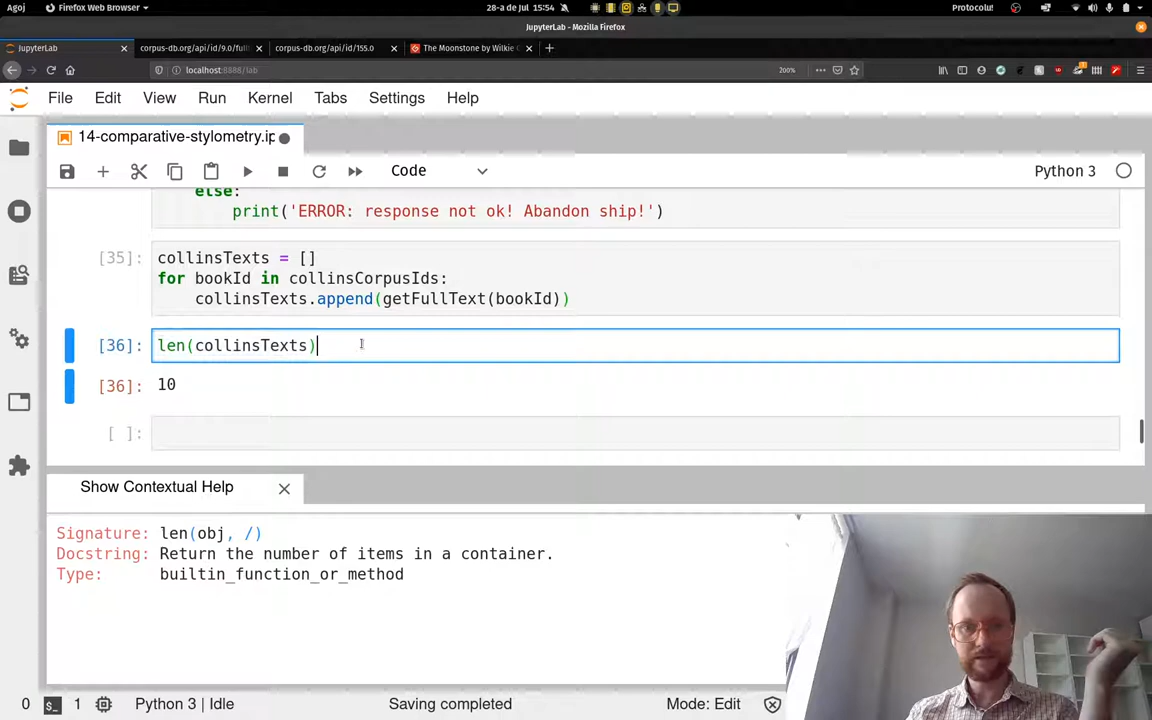 Agoj
Firefox Web Browser
28-a de Jul 15:54
Protocolu!
JupyterLab - Mozilla Firefox
JupyterLab
corpus-db.org/api/id/9.0/full
corpus-db.org/api/id/155.0
The Moonstone by Wilkie
localhost:8888/lab
200%
File Edit View Run Kernel Tabs Settings Help
14-comparative-stylometry.ip
Code
Python 3
else:
print('ERROR: response not ok! Abandon ship!')
[35]: collinsTexts = []
for bookId in collinsCorpusIds:
collinsTexts.append(getFullText(bookId))
[36]: len(collinsTexts)
[36]: 10
[ ]:
Show Contextual Help
Signature: len(obj, /)
Docstring: Return the number of items in a container.
Type: builtin_function_or_method
0 1 Python 3 | Idle Saving completed Mode: Edit